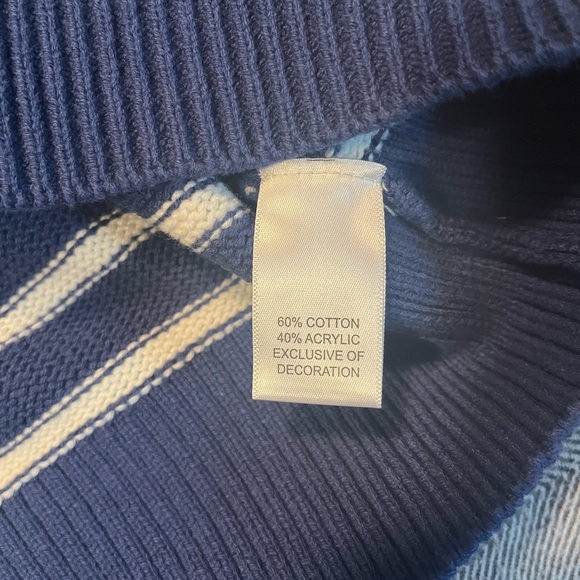 60% COTTON
40% ACRYLIC
EXCLUSIVE OF
DECORATION